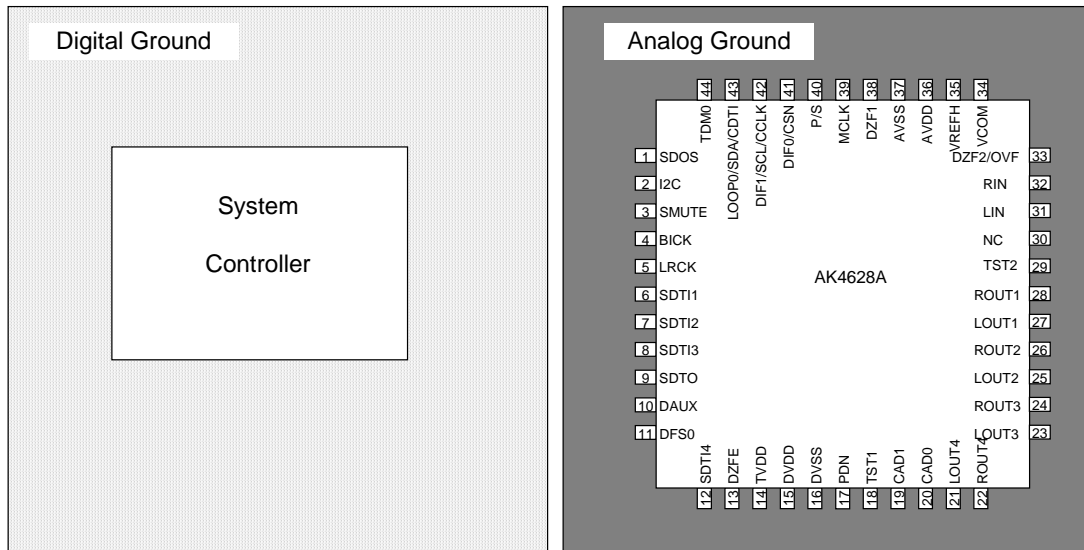 Digital Ground
System
Controller
Analog Ground
44 TDM0
43 LOOP0/SDA/CDTI
42 DIF1/SCL/CCLK
41 DIF0/CSN
40 P/S
39 MCLK
38 DZF1
37 AVSS
36 AVDD
35 VREFH
34 VCOM
1 SDOS
2 I2C
3 SMUTE
4 BICK
5 LRCK
6 SDTI1
7 SDTI2
8 SDTI3
9 SDTO
10 DAUX
11 DFS0
AK4628A
DZF2/OVF 33
RIN 32
LIN 31
NC 30
TST2 29
ROUT1 28
LOUT1 27
ROUT2 26
LOUT2 25
ROUT3 24
LOUT3 23
12 SDTI4
13 DZFE
14 TVDD
15 DVDD
16 DVSS
17 PDN
18 TST1
19 CAD1
20 CAD0
21 LOUT4
22 ROUT4